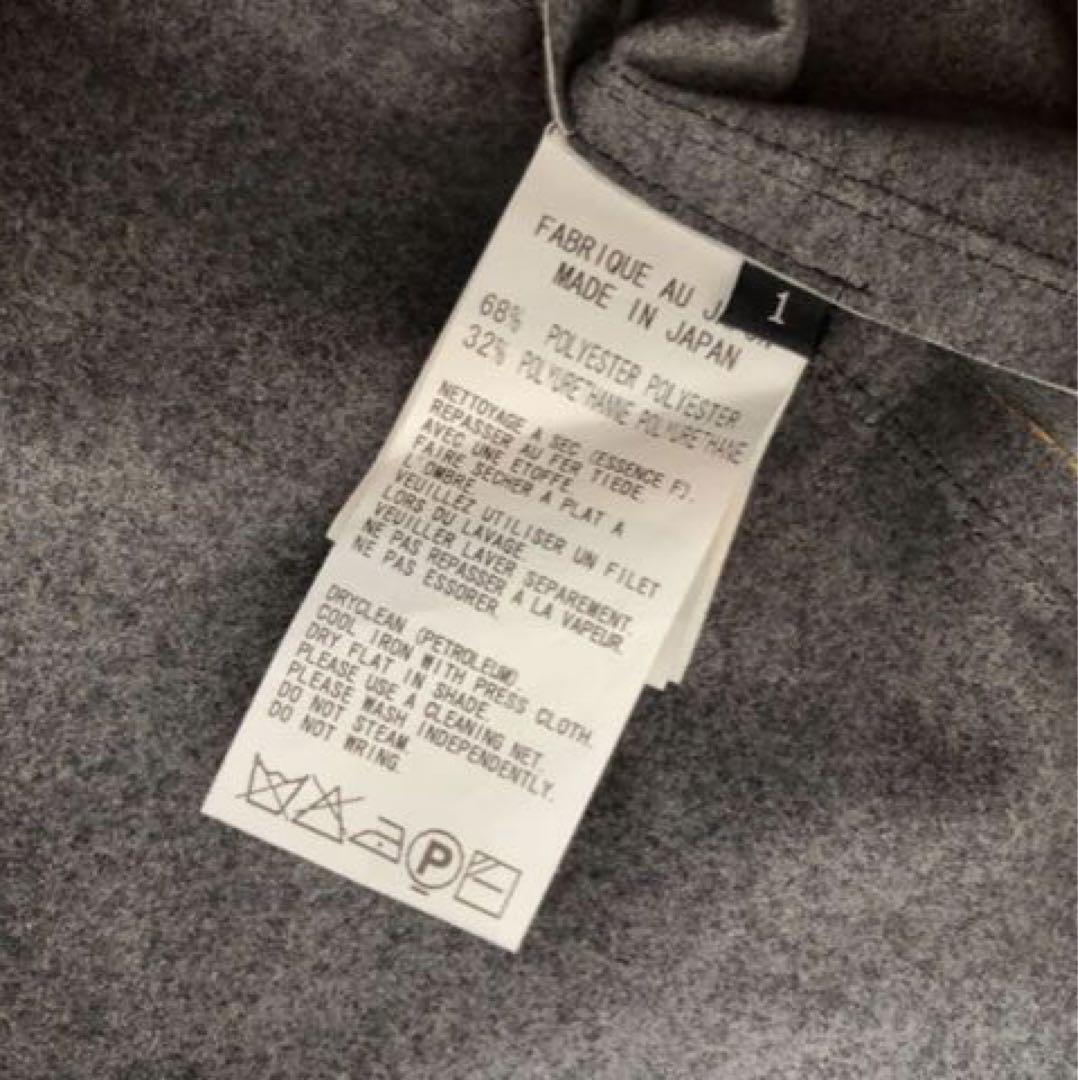 FABRIQUE AU
1
MADE IN JAPAN
68% POLYESTER POLYESTER
32% POLYURETHANNE POLYURETHANE
NETTOYAGE A SEC (ESSENCE F).
REPASSER AU FER TIEDE
AVEC UNE ETOFFE.
FAIRE SECHER A PLAT A
L OMBRE.
VEUILLEZ UTILISER UN FILET
LORS DU LAVAGE.
VEUILLER LAVER SEPAREMENT.
NE PAS REPASSER A LA VAPEUR.
NE PAS ESSORER
DRYCLEAN (PETROLEUM)
COOL IRON WITH PRESS CLOTH.
DRY FLAT IN SHADE.
PLEASE USE A CLEANING NET.
PLEASE WASH INDEPENDENTLY.
DO NOT STEAM.
DO NOT WRING.
P